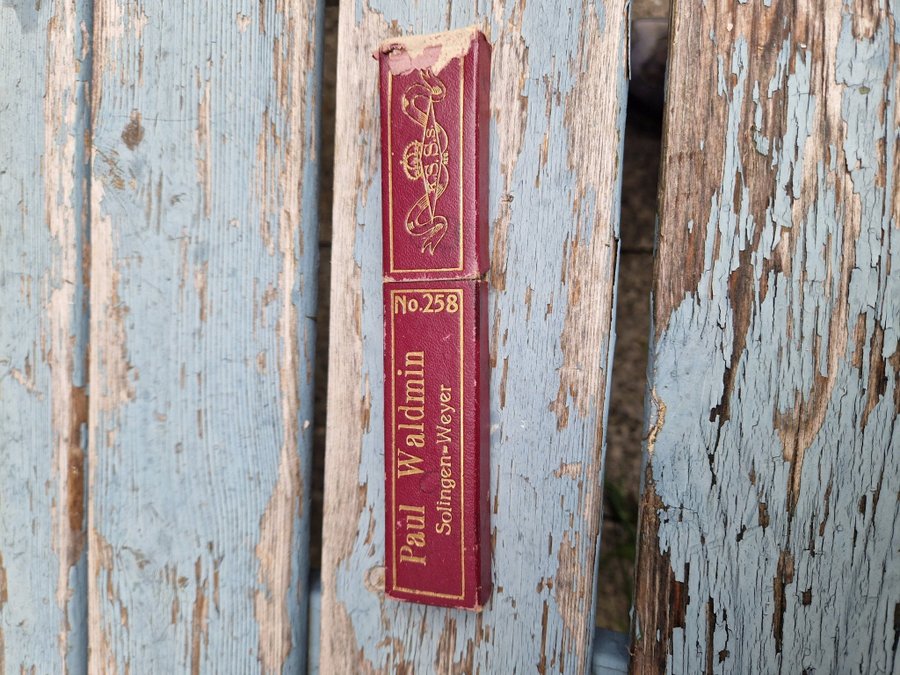 K.S.S.s.
No.258
Paul Waldmin
Solingen-Weyer